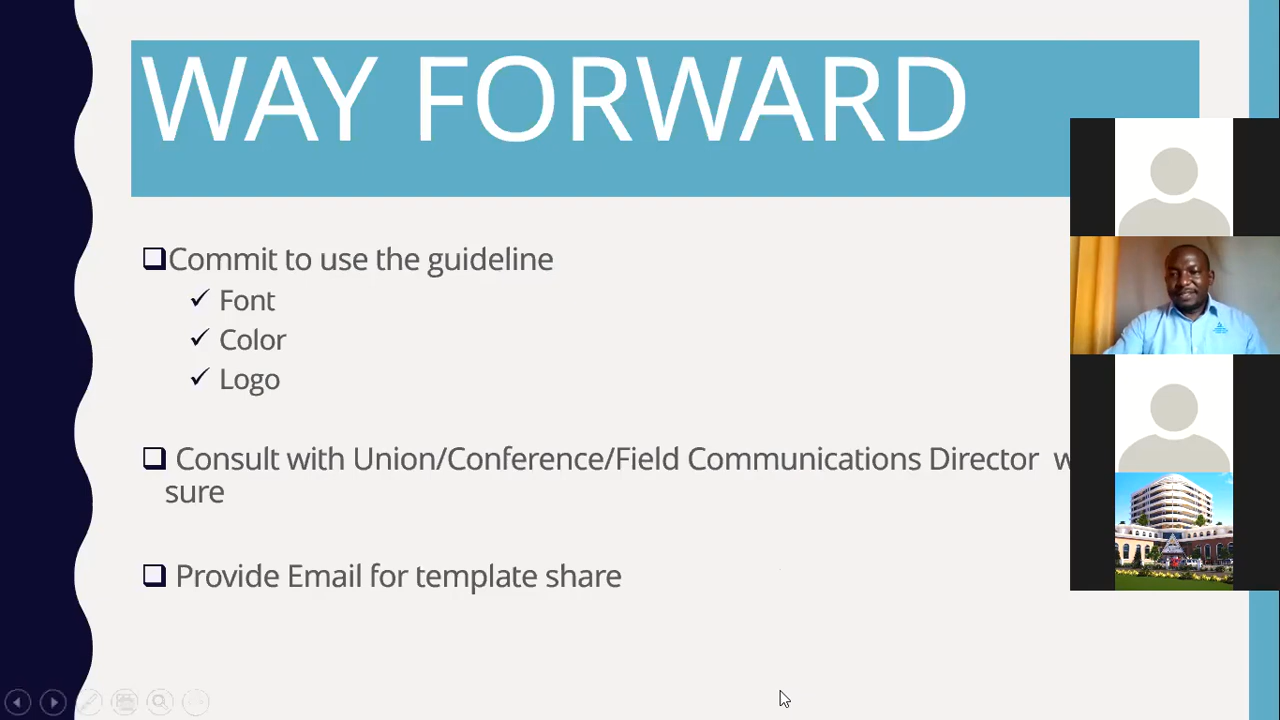 WAY FORWARD
Commit to use the guideline
Font
Color
Logo
Consult with Union/Conference/Field Communications Director
sure
Provide Email for template share